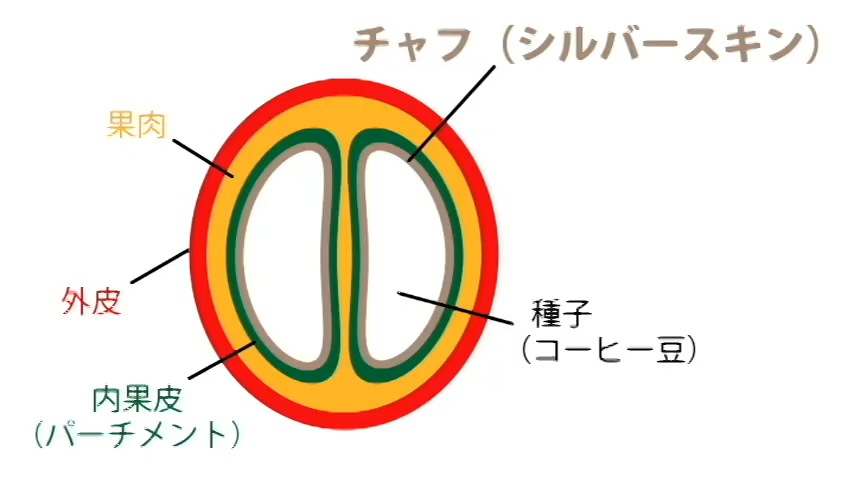 チャフ（シルバースキン）
果肉
外皮
種子
（コーヒー豆）
内果皮
（パーチメント）